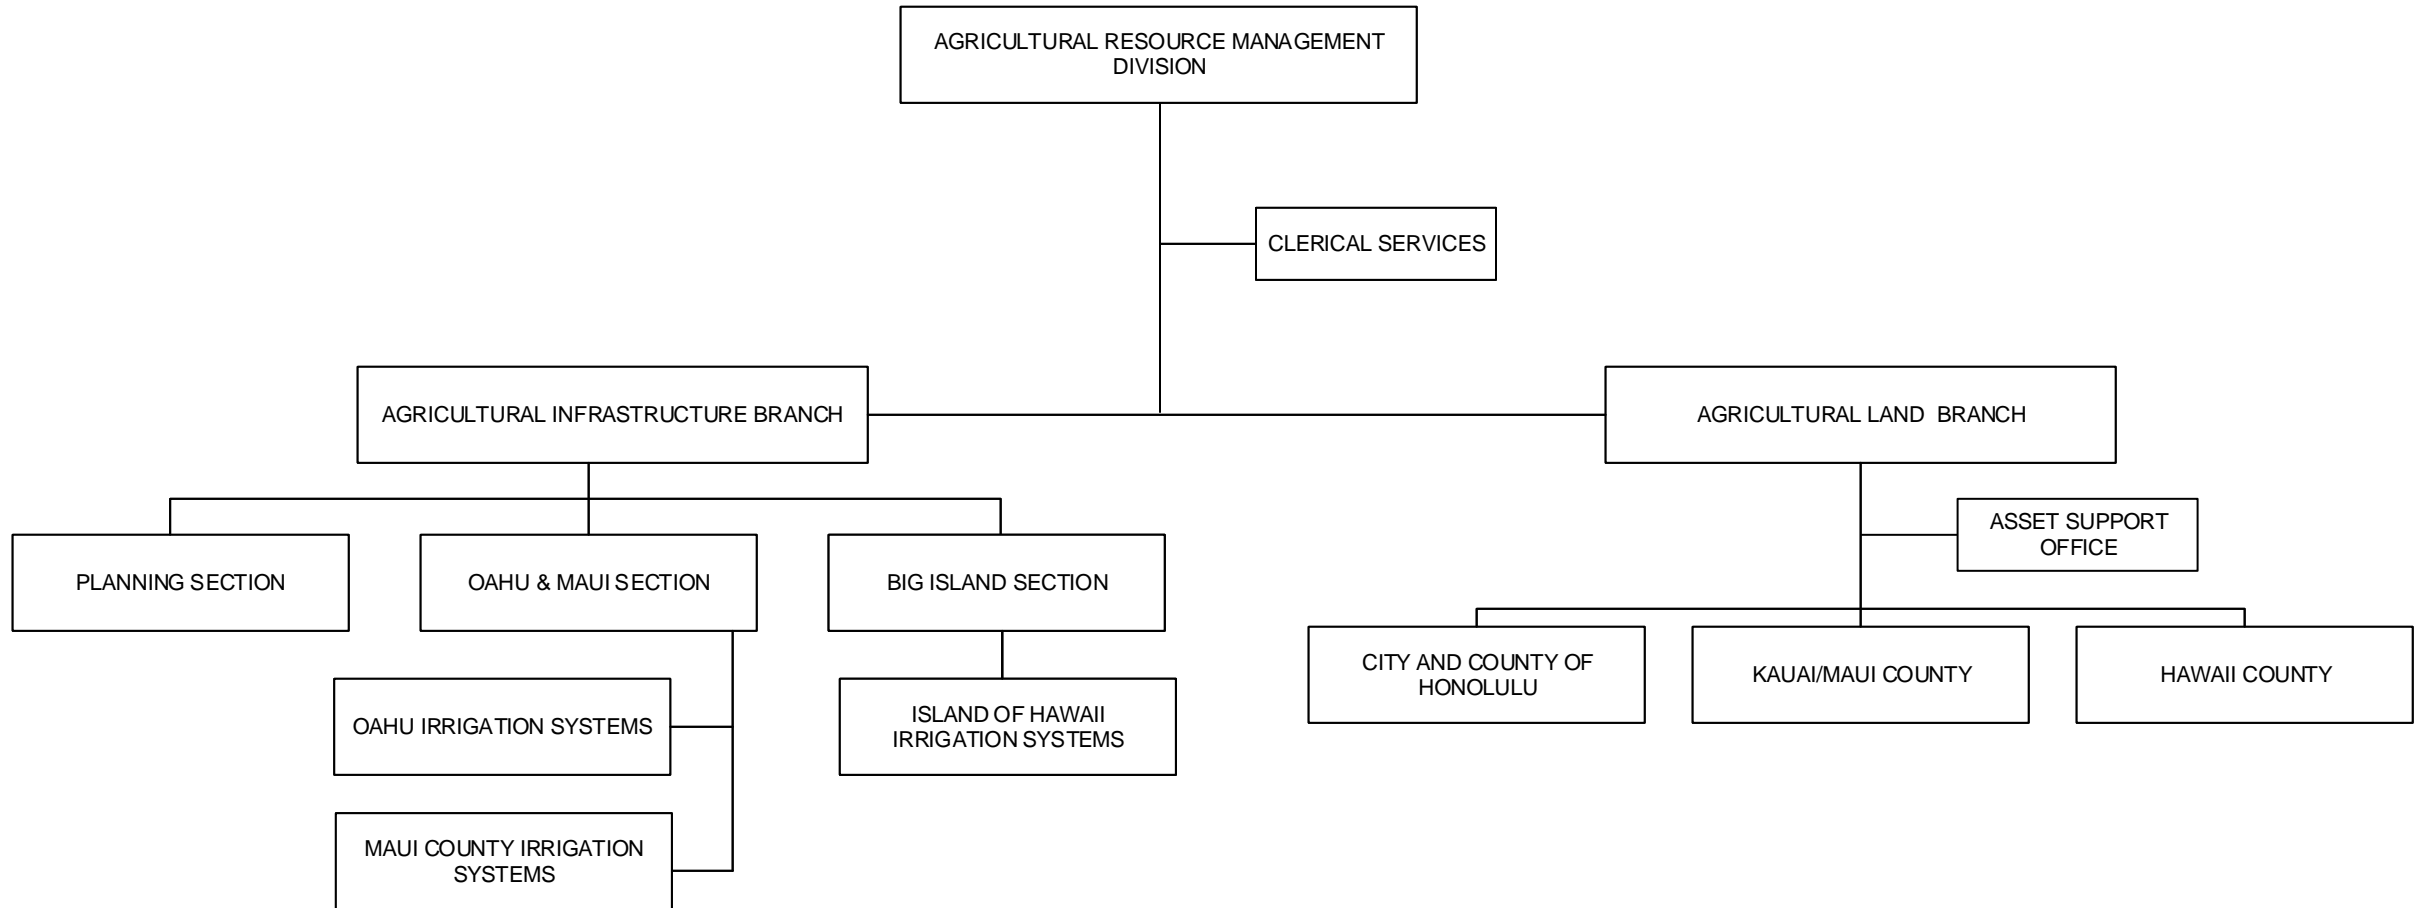 AGRICULTURAL RESOURCE MANAGEMENT
DIVISION
CLERICAL SERVICES
AGRICULTURAL INFRASTRUCTURE BRANCH
AGRICULTURAL LAND BRANCH
ASSET SUPPORT
OFFICE
PLANNING SECTION
OAHU & MAUI SECTION
BIG ISLAND SECTION
CITY AND COUNTY OF
HONOLULU
KAUAI/MAUI COUNTY
HAWAII COUNTY
OAHU IRRIGATION SYSTEMS
ISLAND OF HAWAII
IRRIGATION SYSTEMS
MAUI COUNTY IRRIGATION
SYSTEMS